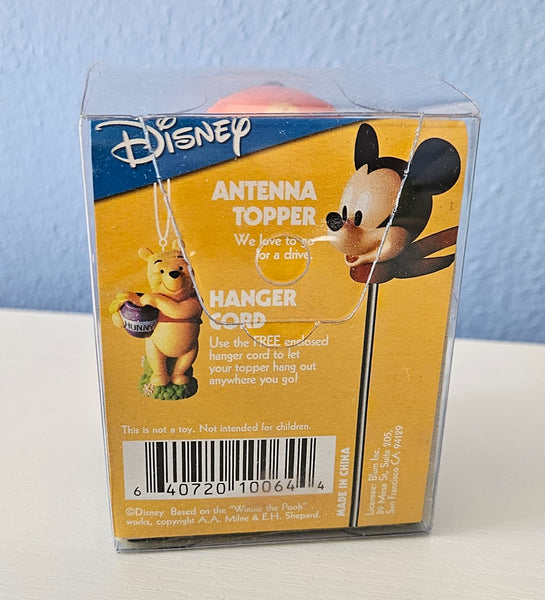 Disney
ANTENNA
TOPPER
We love to go
for a drive.
HANGER
CORD
Use the FREE enclosed
hanger cord to let
your topper hang out
anywhere you go!
HUNNY
This is not a toy. Not intended for children.
6 40720 10064 4
©Disney Based on the "Winnie the Pooh"
works, copyright A.A. Milne & E.H. Shepard.
MADE IN CHINA
Licensee: Blum Inc.
39 Mesa St, Suite 205,
San Francisco, CA 94129